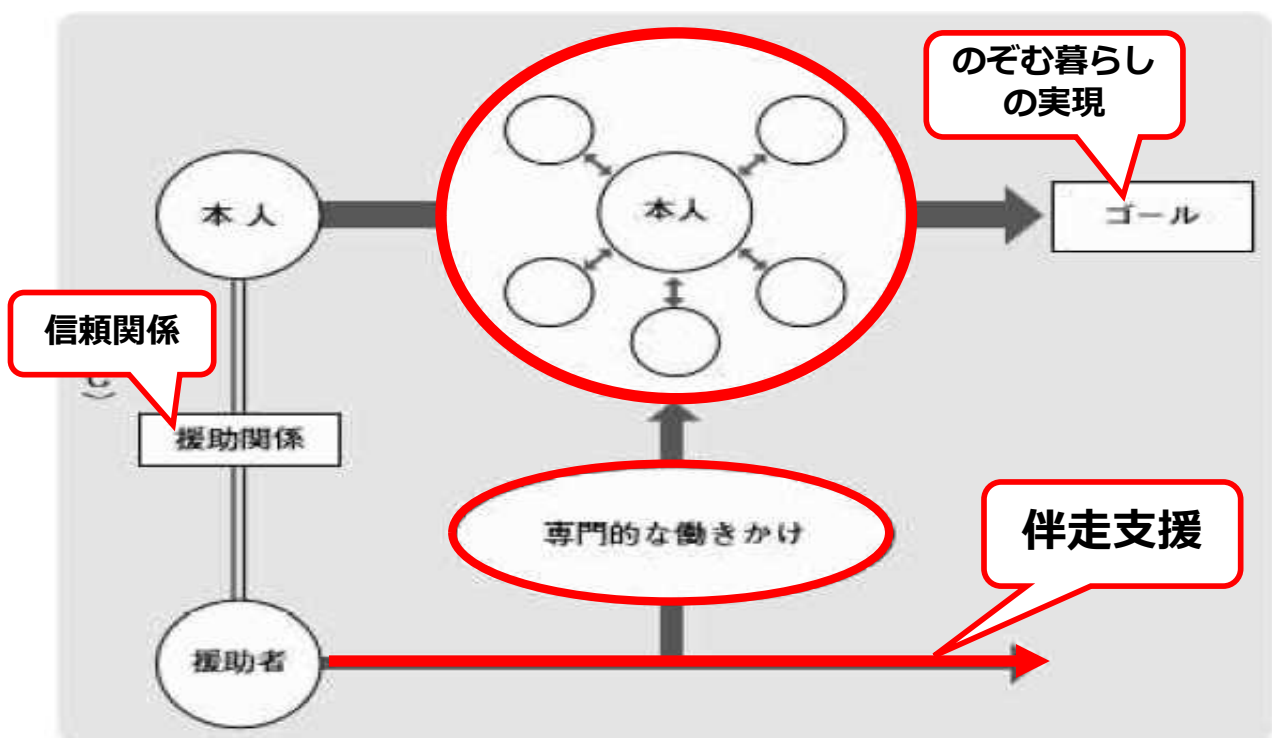 のぞむ暮らし
の実現
本人
本人
ゴール
信頼関係
援助関係
専門的な働きかけ
伴走支援
援助者